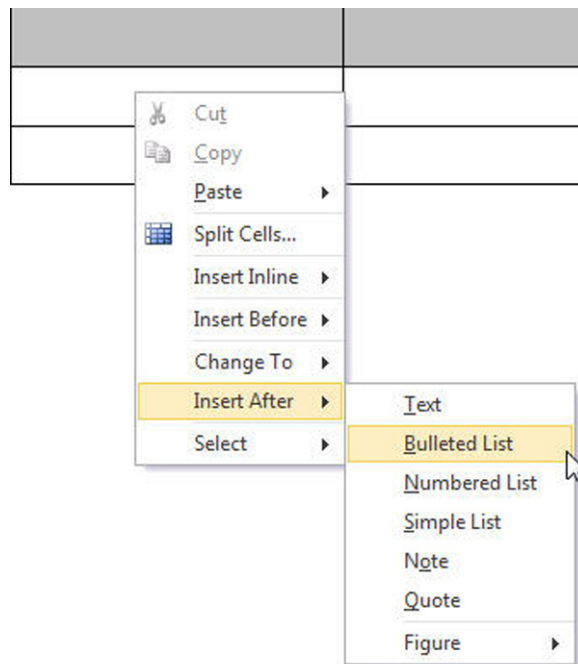 Cut
Copy
Paste
Split Cells...
Insert Inline
Insert Before
Change To
Insert After
Select
Text
Bulleted List
Numbered List
Simple List
Note
Quote
Figure